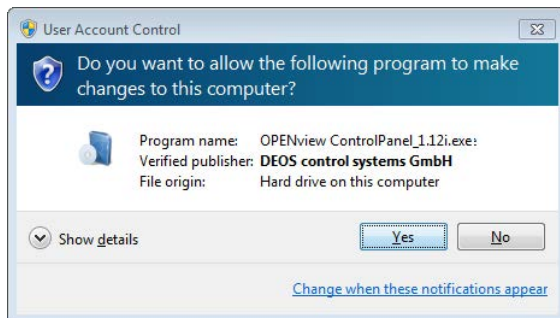 User Account Control
Do you want to allow the following program to make
changes to this computer?
Program name: OPENview ControlPanel_1.12i.exe:
Verified publisher: DEOS control systems GmbH
File origin: Hard drive on this computer
Show details
Yes
No
Change when these notifications appear